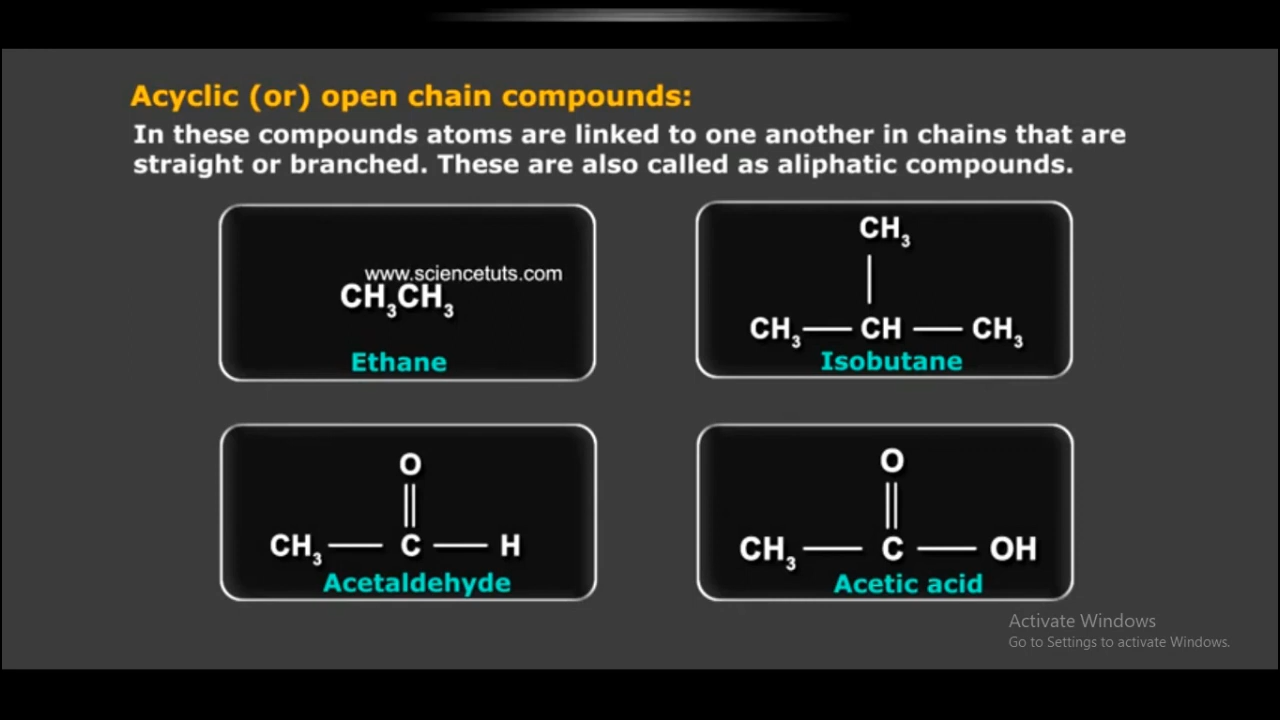 Acyclic (or) open chain compounds:
In these compounds atoms are linked to one another in chains that are
straight or branched. These are also called as aliphatic compounds.
www.sciencetuts.com
CH₃CH₃
Ethane
CH₃
CH₃ — CH — CH₃
Isobutane
O
CH₃ — C — H
Acetaldehyde
O
CH₃ — C — OH
Acetic acid
Activate Windows
Go to Settings to activate Windows.